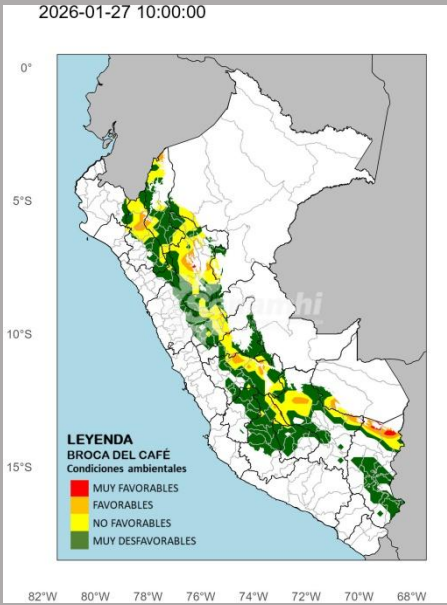 2026-01-27 10:00:00
0°
5°S
10°S
15°S
senamhi
LEYENDA
BROCA DEL CAFÉ
Condiciones ambientales
MUY FAVORABLES
FAVORABLES
NO FAVORABLES
MUY DESFAVORABLES
82°W 80°W 78°W 76°W 74°W 72°W 70°W 68°W